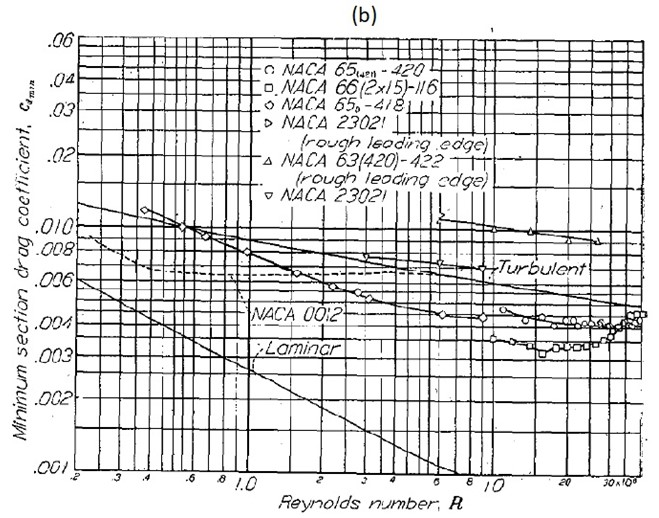 (b)
.06
.04
.03
.02
.010
.008
.006
.004
.003
.002
.001
Minimum section drag coefficient, c_dmin
NACA 65(421)-420
NACA 66(2x15)-116
NACA 65₃-418
NACA 23021
(rough leading edge)
NACA 63(420)-422
(rough leading edge)
NACA 23021
Turbulent
NACA 0012
Laminar
.2 .3 .4 .6 .8 1.0 2 3 4 6 8 10 20 30x10⁶
Reynolds number, R